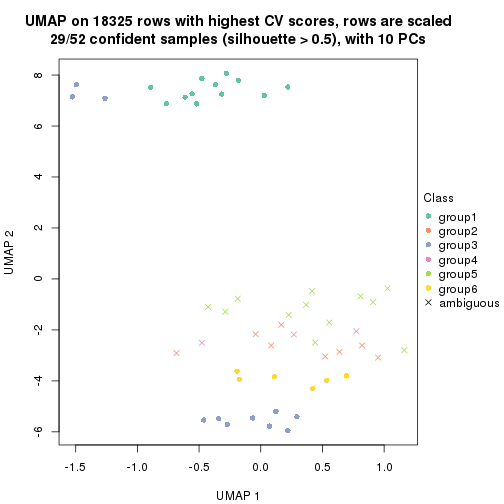 UMAP on 18325 rows with highest CV scores, rows are scaled
29/52 confident samples (silhouette > 0.5), with 10 PCs
8
6
4
2
0
-2
-4
-6
UMAP 2
-1.5 -1.0 -0.5 0.0 0.5 1.0
UMAP 1
Class
group1
group2
group3
group4
group5
group6
ambiguous